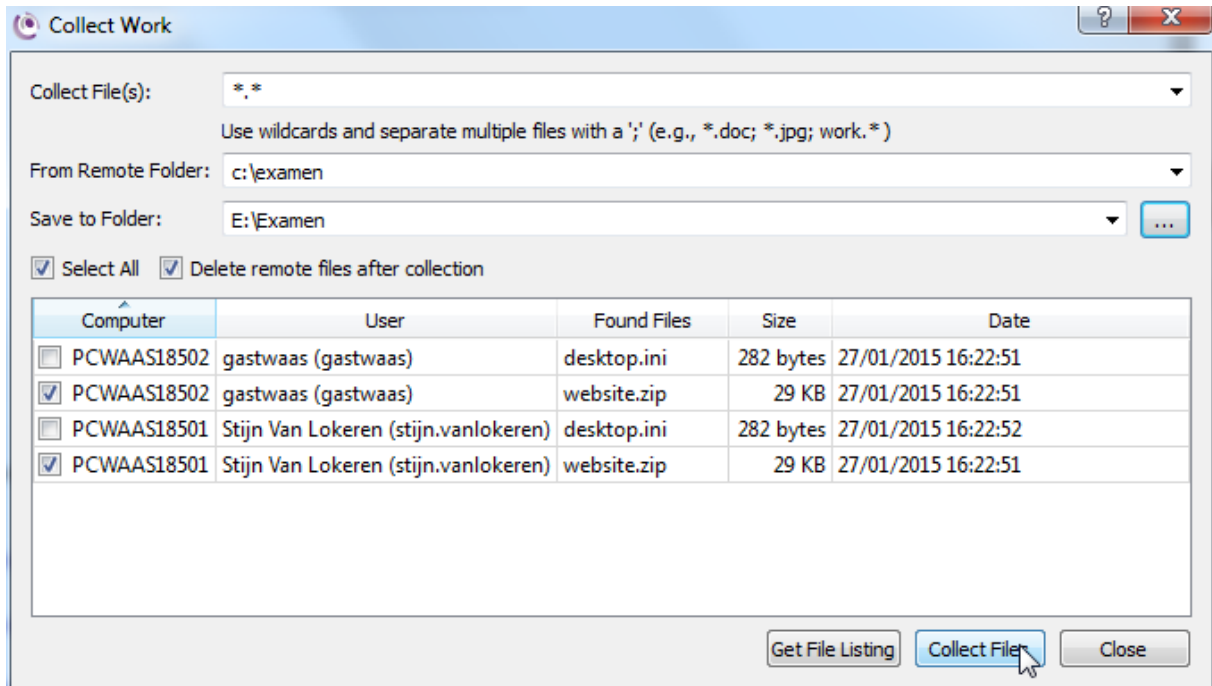 Collect Work
Collect File(s): *.*
Use wildcards and separate multiple files with a ';' (e.g., *.doc; *.jpg; work.* )
From Remote Folder: c:\examen
Save to Folder: E:\Examen ...
Select All Delete remote files after collection
Computer User Found Files Size Date
PCWAAS18502 gastwaas (gastwaas) desktop.ini 282 bytes 27/01/2015 16:22:51
PCWAAS18502 gastwaas (gastwaas) website.zip 29 KB 27/01/2015 16:22:51
PCWAAS18501 Stijn Van Lokeren (stijn.vanlokeren) desktop.ini 282 bytes 27/01/2015 16:22:52
PCWAAS18501 Stijn Van Lokeren (stijn.vanlokeren) website.zip 29 KB 27/01/2015 16:22:51
Get File Listing Collect Files Close